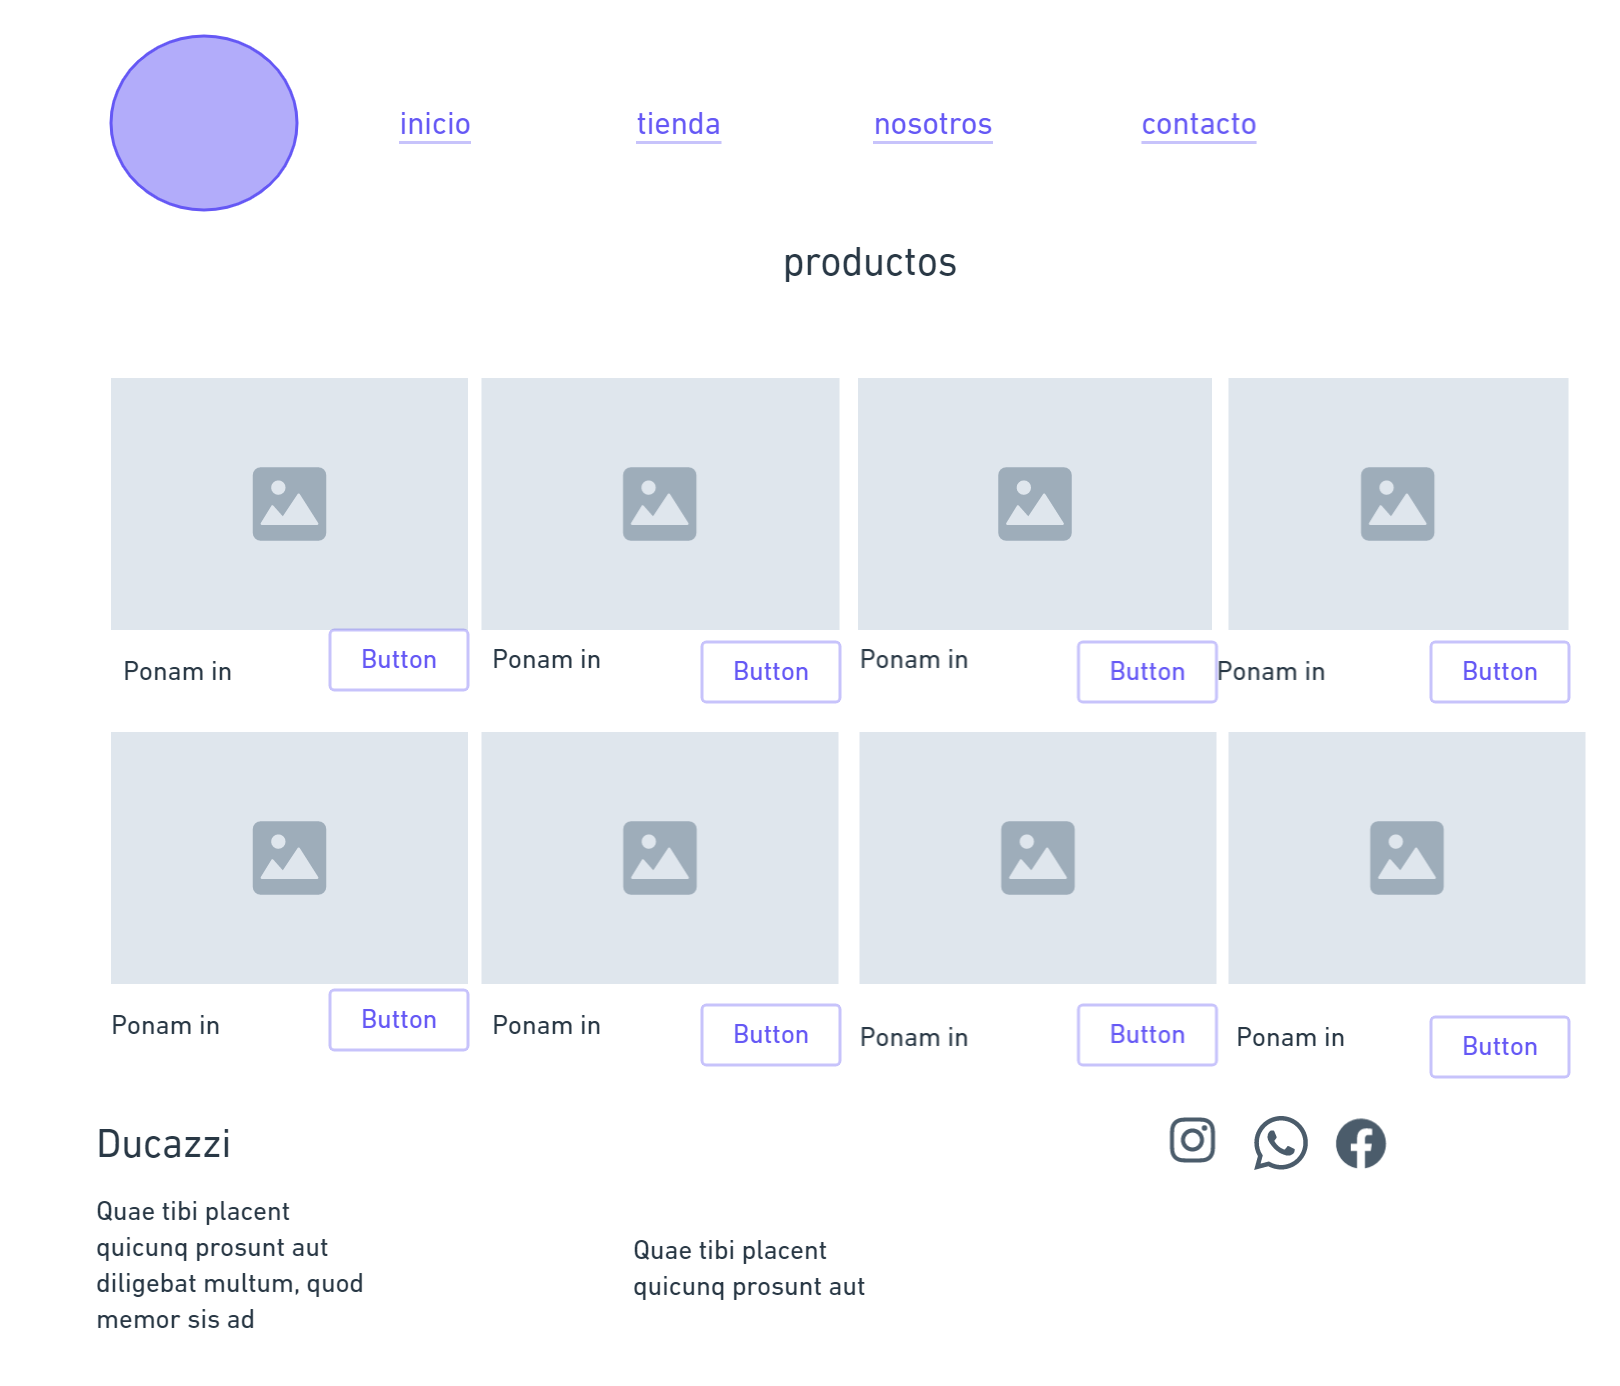 inicio
tienda
nosotros
contacto
productos
Ponam in
Button
Ponam in
Button
Ponam in
Button
Ponam in
Button
Ponam in
Button
Ponam in
Button
Ponam in
Button
Ponam in
Button
Ducazzi
Quae tibi placent
quicunq prosunt aut
diligebat multum, quod
memor sis ad
Quae tibi placent
quicunq prosunt aut